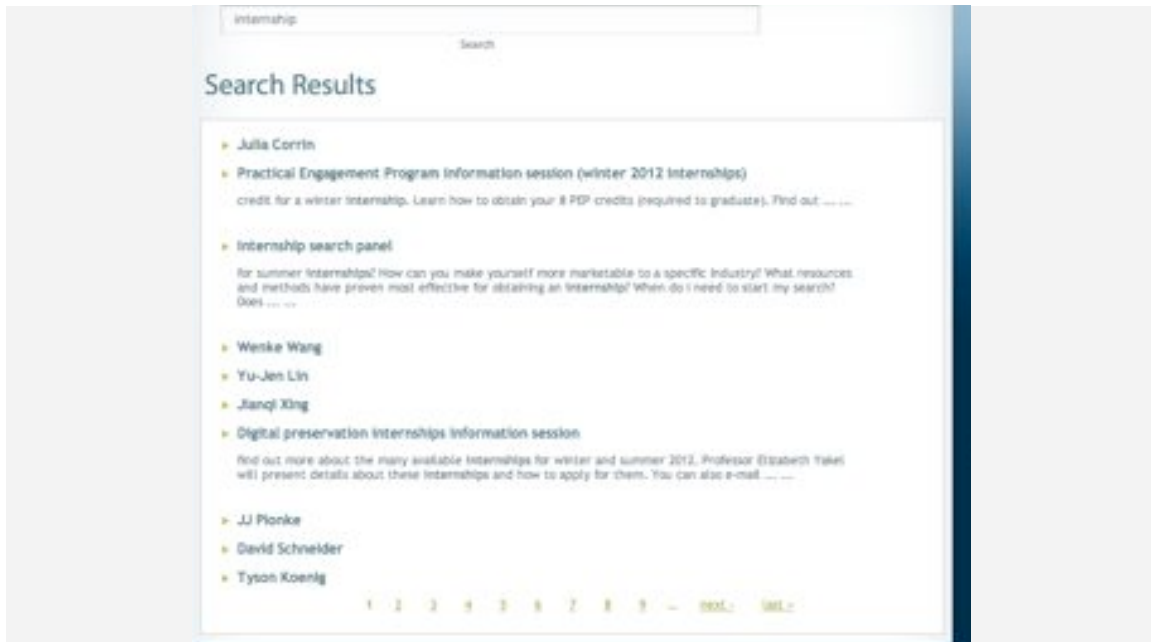 internship
Search
Search Results
Julia Corrin
Practical Engagement Program information session (winter 2012 internships)
credit for a winter internship. Learn how to obtain your 8 PEP credits (required to graduate). Find out ... ...
Internship search panel
for summer internships? How can you make yourself more marketable to a specific industry? What resources
and methods have proven most effective for obtaining an internship? When do I need to start my search?
Does ... ...
Wenke Wang
Yu-Jen Lin
Jianqi Xing
Digital preservation internships information session
find out more about the many available internships for winter and summer 2012. Professor Elizabeth Yakel
will present details about these internships and how to apply for them. You can also e-mail ... ...
JJ Pionke
David Schneider
Tyson Koenig
1 2 3 4 5 6 7 8 9 … next › last »